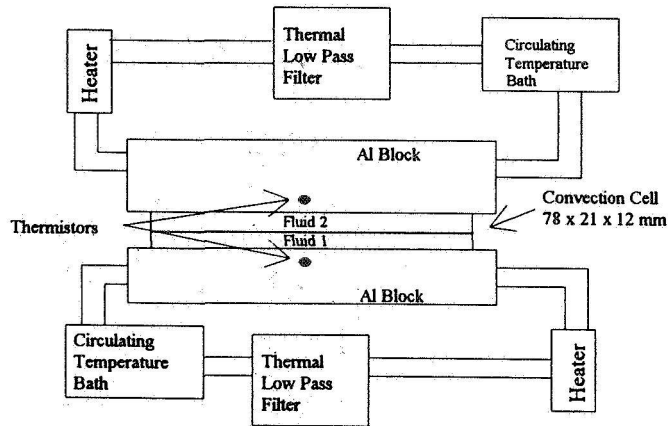 Thermal
Low Pass
Filter
Circulating
Temperature
Bath
Heater
Al Block
Convection Cell
78 x 21 x 12 mm
Thermistors
Fluid 2
Fluid 1
Al Block
Circulating
Temperature
Bath
Thermal
Low Pass
Filter
Heater